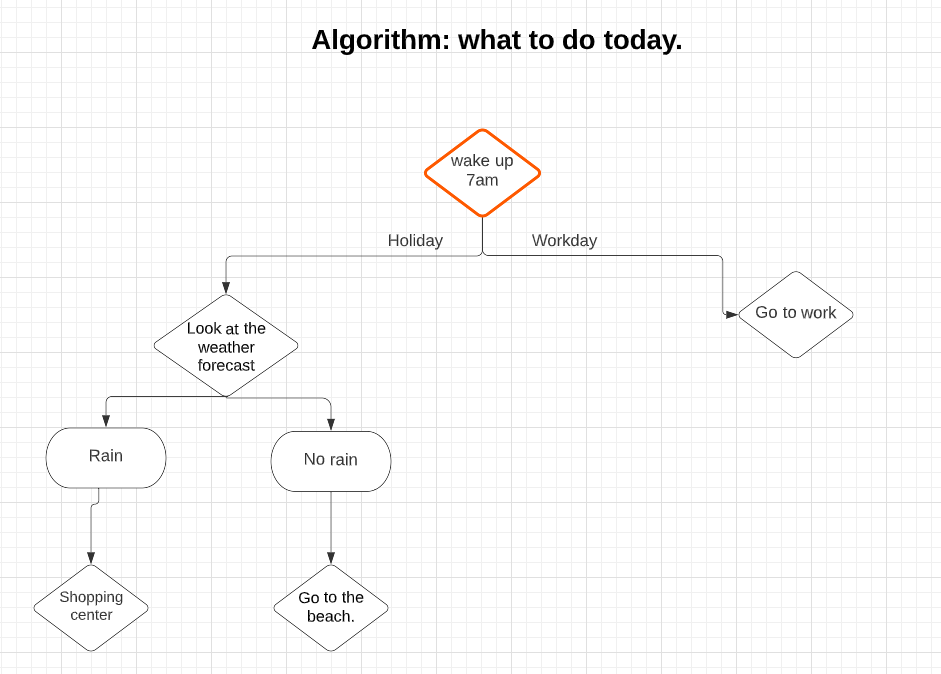 Algorithm: what to do today.
wake up
7am
Holiday
Workday
Go to work
Look at the
weather
forecast
Rain
No rain
Shopping
center
Go to the
beach.